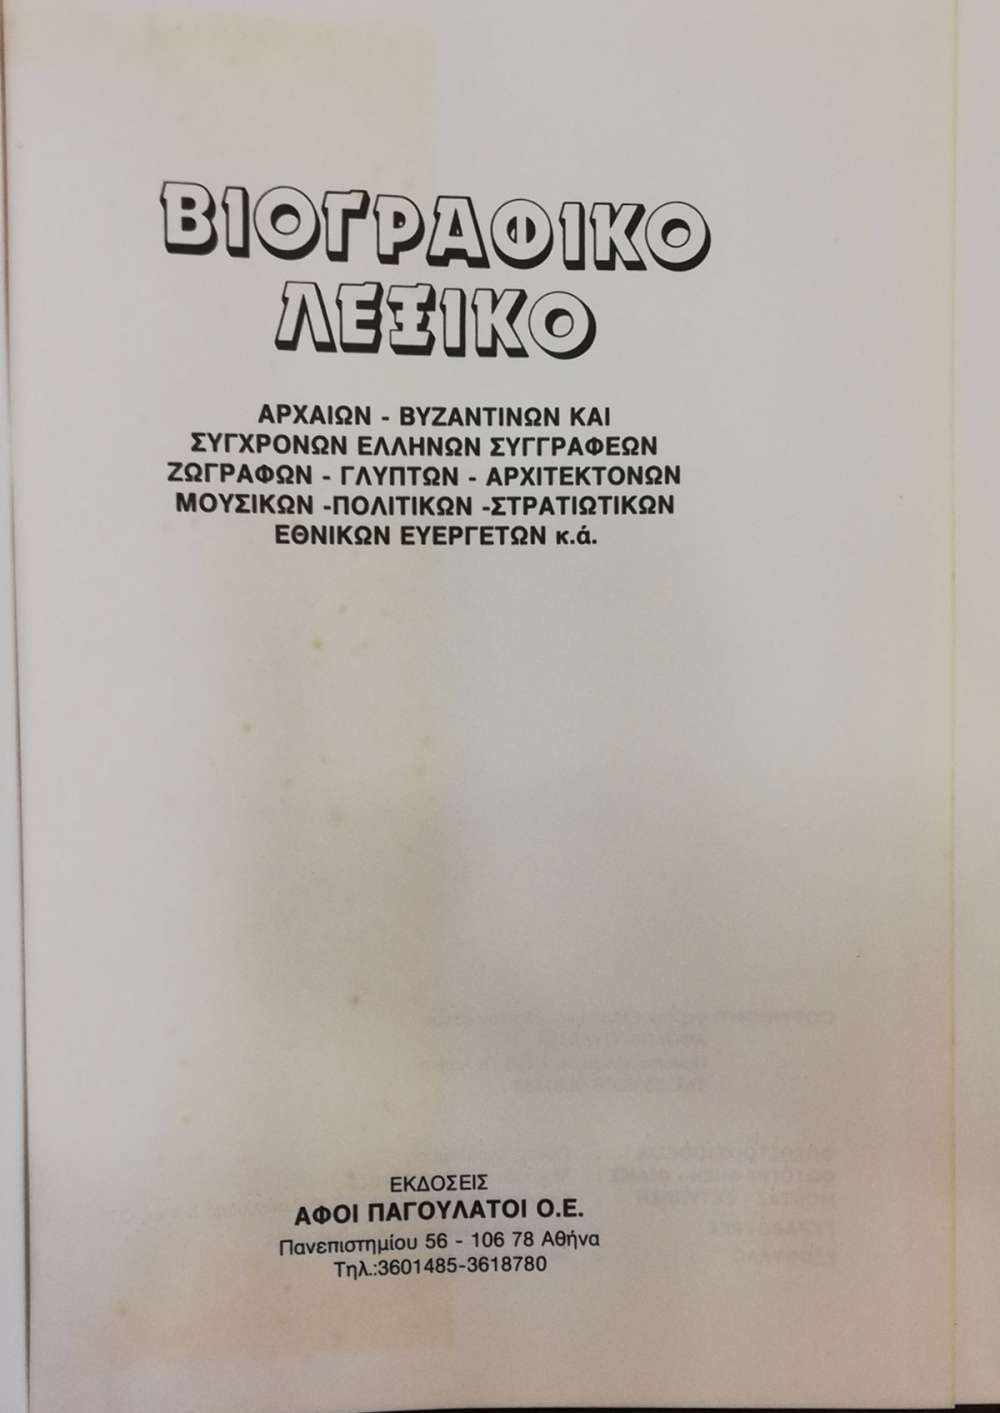 ΒΙΟΓΡΑΦΙΚΟ
ΛΕΞΙΚΟ
ΑΡΧΑΙΩΝ - ΒΥΖΑΝΤΙΝΩΝ ΚΑΙ
ΣΥΓΧΡΟΝΩΝ ΕΛΛΗΝΩΝ ΣΥΓΓΡΑΦΕΩΝ
ΖΩΓΡΑΦΩΝ - ΓΛΥΠΤΩΝ - ΑΡΧΙΤΕΚΤΟΝΩΝ
ΜΟΥΣΙΚΩΝ -ΠΟΛΙΤΙΚΩΝ -ΣΤΡΑΤΙΩΤΙΚΩΝ
ΕΘΝΙΚΩΝ ΕΥΕΡΓΕΤΩΝ κ.ά.
ΕΚΔΟΣΕΙΣ
ΑΦΟΙ ΠΑΓΟΥΛΑΤΟΙ Ο.Ε.
Πανεπιστημίου 56 - 106 78 Αθήνα
Τηλ.:3601485-3618780